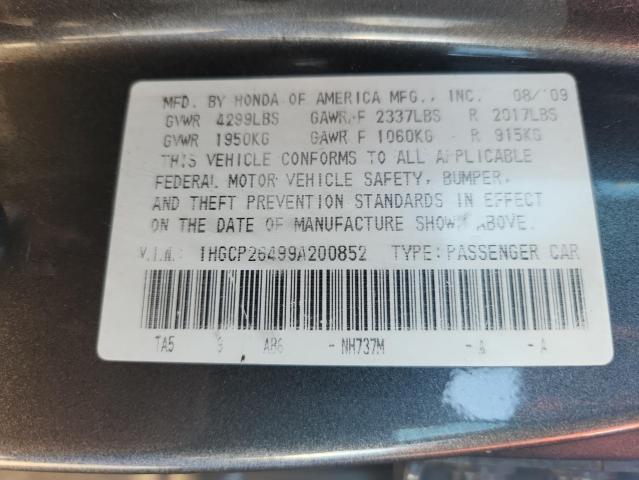 MFD. BY HONDA OF AMERICA MFG., INC. 08/'09
GVWR 4299LBS GAWR F 2337LBS R 2017LBS
GVWR 1950KG GAWR F 1060KG R 915KG
THIS VEHICLE CONFORMS TO ALL APPLICABLE
FEDERAL MOTOR VEHICLE SAFETY, BUMPER,
AND THEFT PREVENTION STANDARDS IN EFFECT
ON THE DATE OF MANUFACTURE SHOWN ABOVE.
V.I.N.: 1HGCP26499A200852 TYPE: PASSENGER CAR
TA5 AB6 - NH737M - A - A